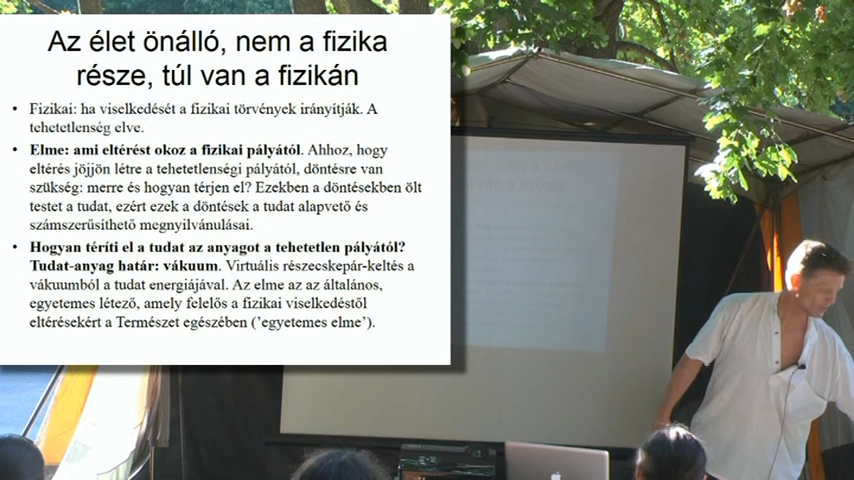 Az élet önálló, nem a fizika
része, túl van a fizikán
• Fizikai: ha viselkedését a fizikai törvények irányítják. A
tehetetlenség elve.
• Elme: ami eltérést okoz a fizikai pályától. Ahhoz, hogy
eltérés jöjjön létre a tehetetlenségi pályától, döntésre van
szükség: merre és hogyan térjen el? Ezekben a döntésekben ölt
testet a tudat, ezért ezek a döntések a tudat alapvető és
számszerűsíthető megnyilvánulásai.
• Hogyan téríti el a tudat az anyagot a tehetetlen pályától?
Tudat-anyag határ: vákuum. Virtuális részecskepár-keltés a
vákuumból a tudat energiájával. Az elme az az általános,
egyetemes létező, amely felelős a fizikai viselkedéstől
eltérésekért a Természet egészében ('egyetemes elme').